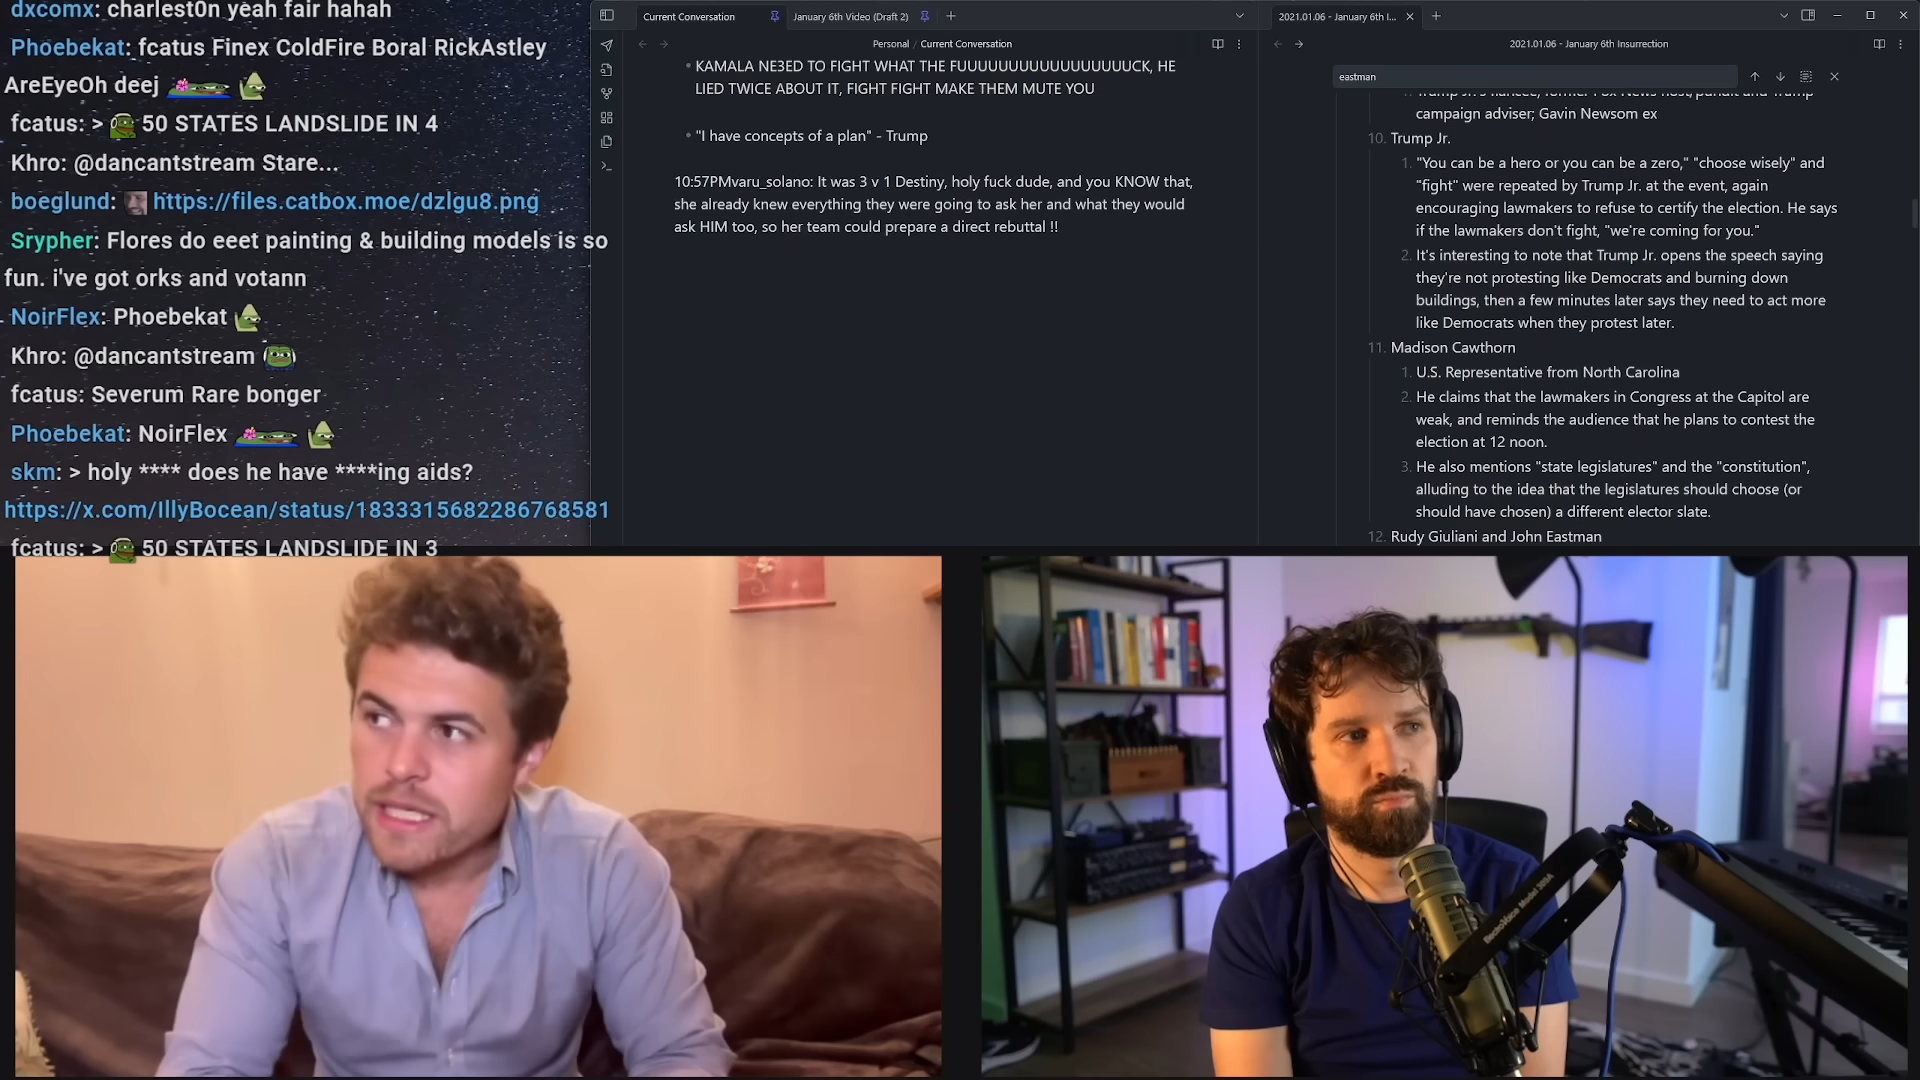 dxcomx: charlest0n yeah fair hahah
Phoebekat: fcatus Finex ColdFire Boral RickAstley
AreEyeOh deej
fcatus: > 50 STATES LANDSLIDE IN 4
Khro: @dancantstream Stare...
boeglund: https://files.catbox.moe/dzlgu8.png
Srypher: Flores do eeet painting & building models is so
fun. i've got orks and votann
NoirFlex: Phoebekat
Khro: @dancantstream
fcatus: Severum Rare bonger
Phoebekat: NoirFlex
skm: > holy **** does he have ****ing aids?
https://x.com/IllyBocean/status/1833315682286768581
fcatus: > 50 STATES LANDSLIDE IN 3
Current Conversation
January 6th Video (Draft 2)
Personal / Current Conversation
• KAMALA NE3ED TO FIGHT WHAT THE FUUUUUUUUUUUUUUUUUCK, HE
LIED TWICE ABOUT IT, FIGHT FIGHT MAKE THEM MUTE YOU
• "I have concepts of a plan" - Trump
10:57PMvaru_solano: It was 3 v 1 Destiny, holy fuck dude, and you KNOW that,
she already knew everything they were going to ask her and what they would
ask HIM too, so her team could prepare a direct rebuttal !!
2021.01.06 - January 6th I...
2021.01.06 - January 6th Insurrection
eastman
1. Trump Jr.'s fiancée, former Fox News host, pundit and Trump
campaign adviser; Gavin Newsom ex
10. Trump Jr.
1. "You can be a hero or you can be a zero," "choose wisely" and
"fight" were repeated by Trump Jr. at the event, again
encouraging lawmakers to refuse to certify the election. He says
if the lawmakers don't fight, "we're coming for you."
2. It's interesting to note that Trump Jr. opens the speech saying
they're not protesting like Democrats and burning down
buildings, then a few minutes later says they need to act more
like Democrats when they protest later.
11. Madison Cawthorn
1. U.S. Representative from North Carolina
2. He claims that the lawmakers in Congress at the Capitol are
weak, and reminds the audience that he plans to contest the
election at 12 noon.
3. He also mentions "state legislatures" and the "constitution",
alluding to the idea that the legislatures should choose (or
should have chosen) a different elector slate.
12. Rudy Giuliani and John Eastman
ElectroVoice Model 309A